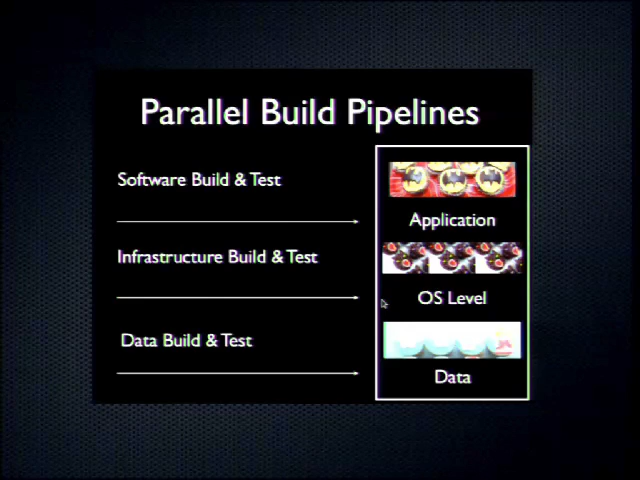 Parallel Build Pipelines
Software Build & Test
Application
Infrastructure Build & Test
OS Level
Data Build & Test
Data